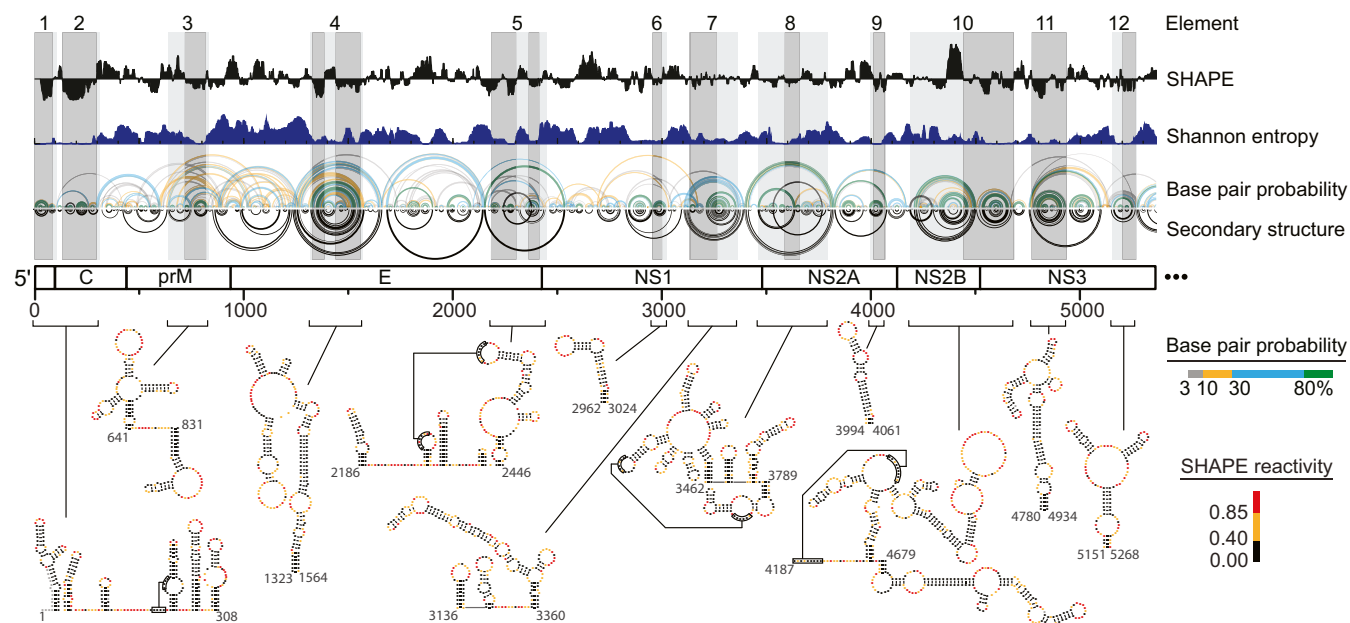 1 2 3 4 5 6 7 8 9 10 11 12 Element
SHAPE
Shannon entropy
Base pair probability
Secondary structure
5' C prM E NS1 NS2A NS2B NS3 •••
0 1000 2000 3000 4000 5000
Base pair probability
3 10 30 80%
641 831
2962 3024
3994 4061
2186 2446
3462 3789
SHAPE reactivity
0.85
0.40
0.00
4780 4934
4187 4679
5151 5268
1323 1564
1 308
3136 3360